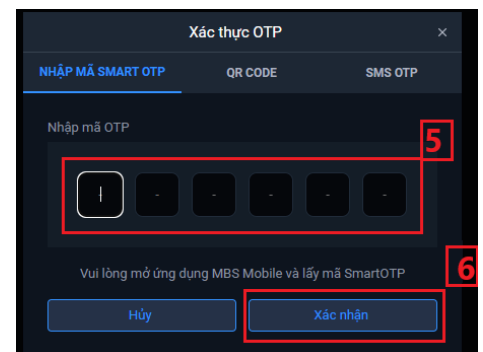 Xác thực OTP ×
NHẬP MÃ SMART OTP QR CODE SMS OTP
Nhập mã OTP
5
- - - - - -
Vui lòng mở ứng dụng MBS Mobile và lấy mã SmartOTP
6
Hủy Xác nhận